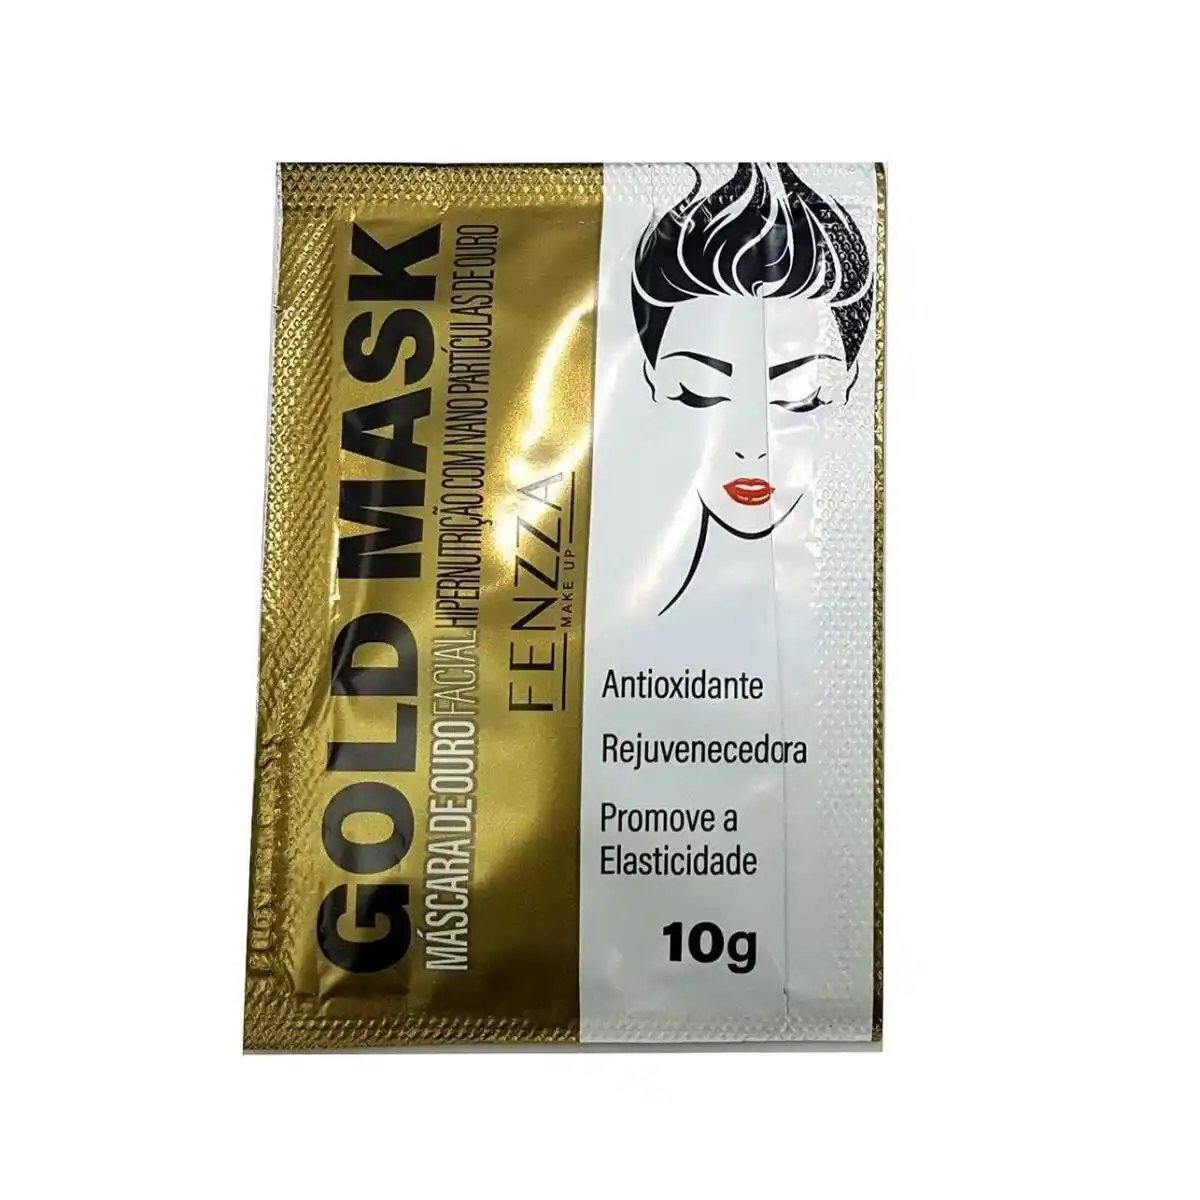 GOLD MASK
MÁSCARA DE OURO FACIAL HIPERNUTRIÇÃO COM NANO PARTÍCULAS DE OURO
FENZZA
MAKE UP
Antioxidante
Rejuvenecedora
Promove a
Elasticidade
10g